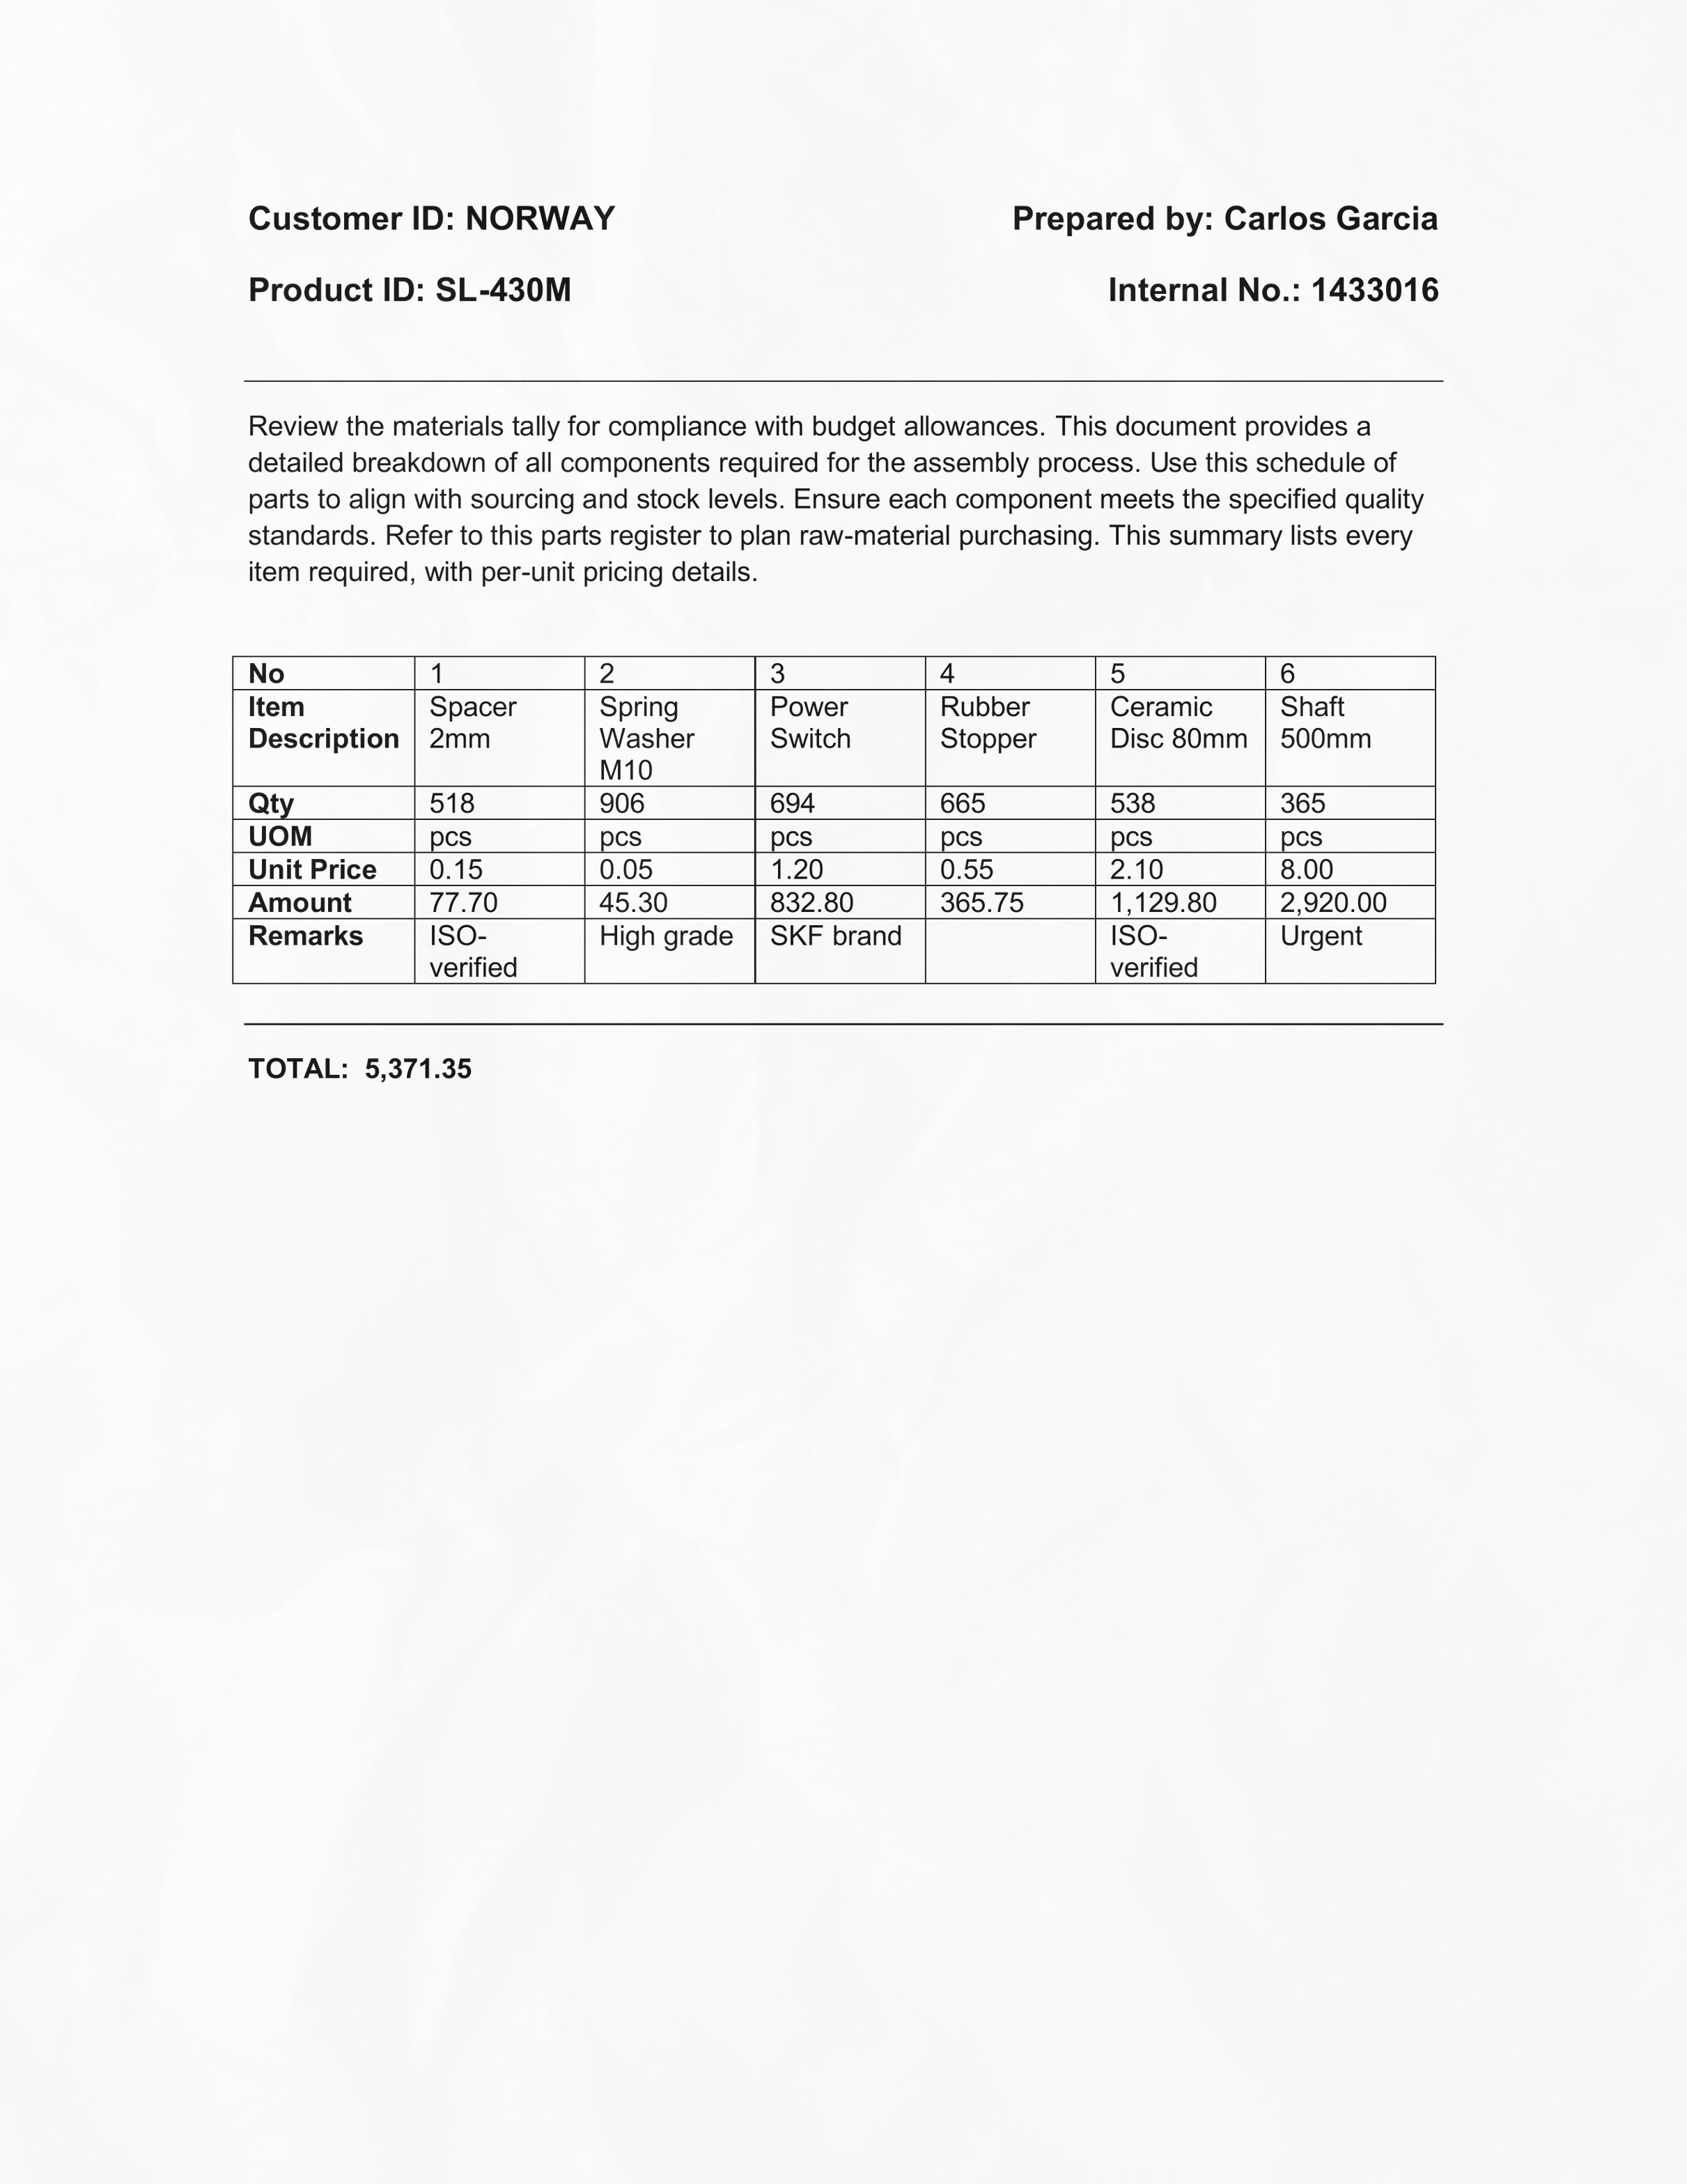 Customer ID: NORWAY Prepared by: Carlos Garcia
Product ID: SL-430M Internal No.: 1433016
Review the materials tally for compliance with budget allowances. This document provides a
detailed breakdown of all components required for the assembly process. Use this schedule of
parts to align with sourcing and stock levels. Ensure each component meets the specified quality
standards. Refer to this parts register to plan raw-material purchasing. This summary lists every
item required, with per-unit pricing details.
No 1 2 3 4 5 6
Item Spacer Spring Power Rubber Ceramic Shaft
Description 2mm Washer Switch Stopper Disc 80mm 500mm
M10
Qty 518 906 694 665 538 365
UOM pcs pcs pcs pcs pcs pcs
Unit Price 0.15 0.05 1.20 0.55 2.10 8.00
Amount 77.70 45.30 832.80 365.75 1,129.80 2,920.00
Remarks ISO- High grade SKF brand ISO- Urgent
verified verified
TOTAL: 5,371.35